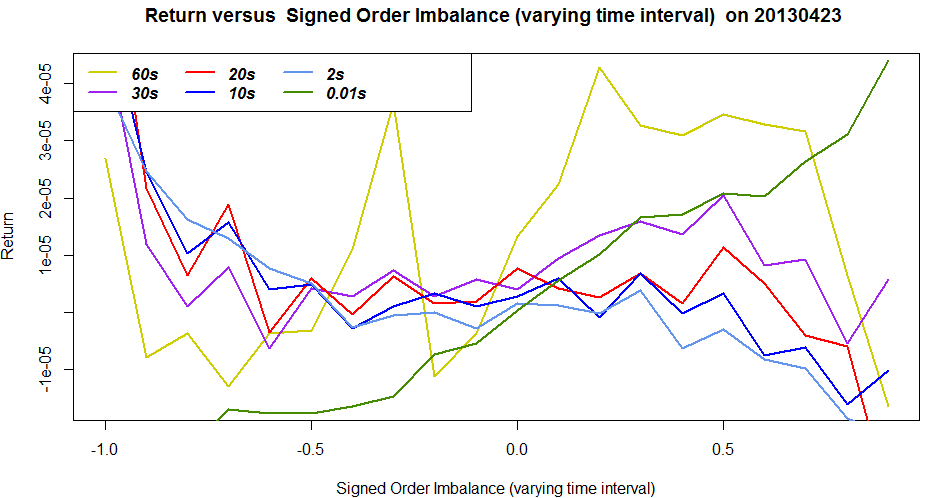 Return versus  Signed Order Imbalance (varying time interval)  on 20130423
60s 20s 2s
30s 10s 0.01s
Return
4e-05
3e-05
2e-05
1e-05
-1e-05
-1.0 -0.5 0.0 0.5
Signed Order Imbalance (varying time interval)